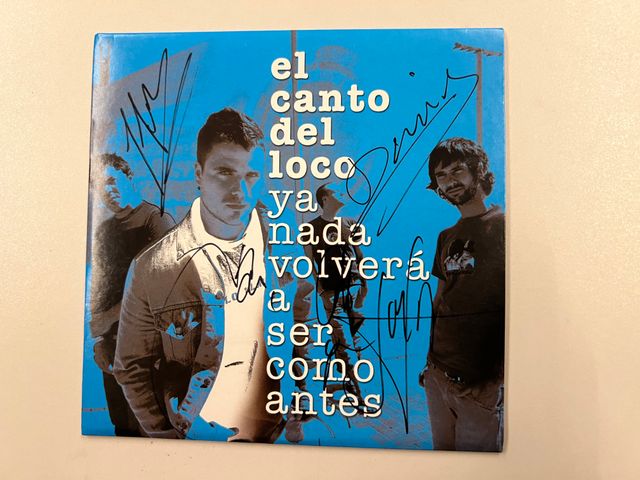 el
canto
del
loco
ya
nada
volverá
a
ser
como
antes